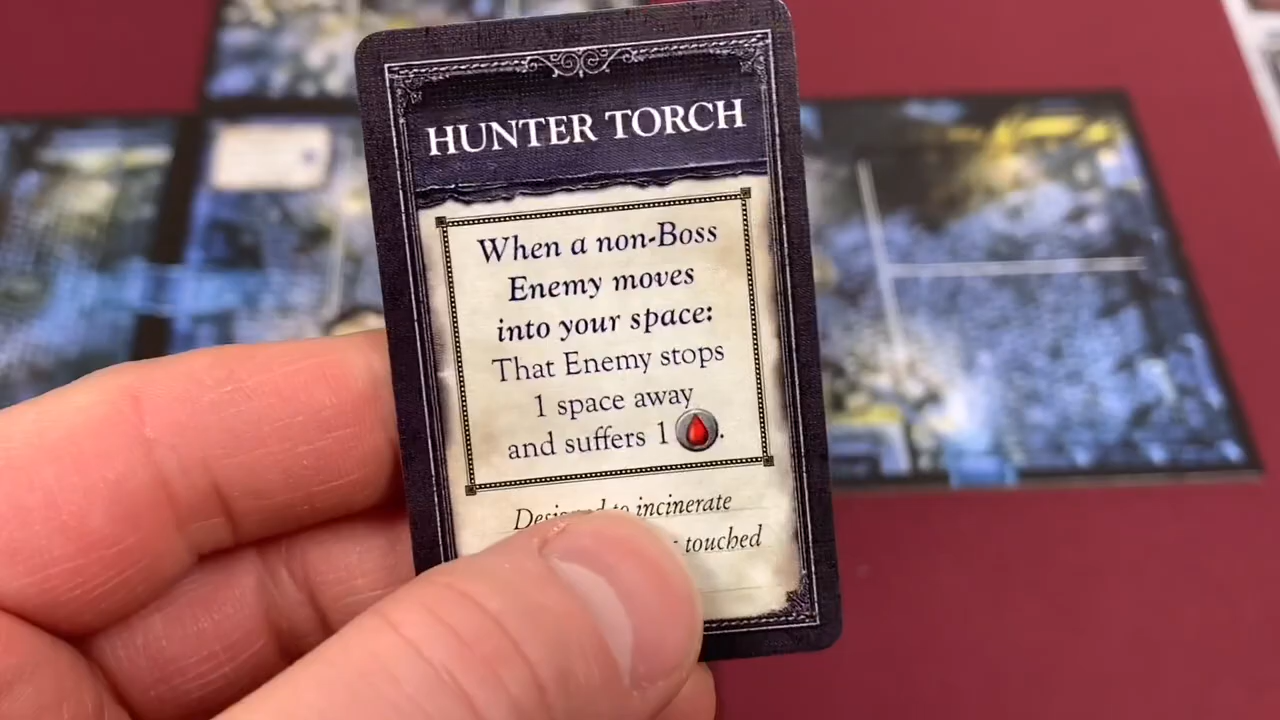 HUNTER TORCH
When a non-Boss
Enemy moves
into your space:
That Enemy stops
1 space away
and suffers 1 .
to incinerate
touched